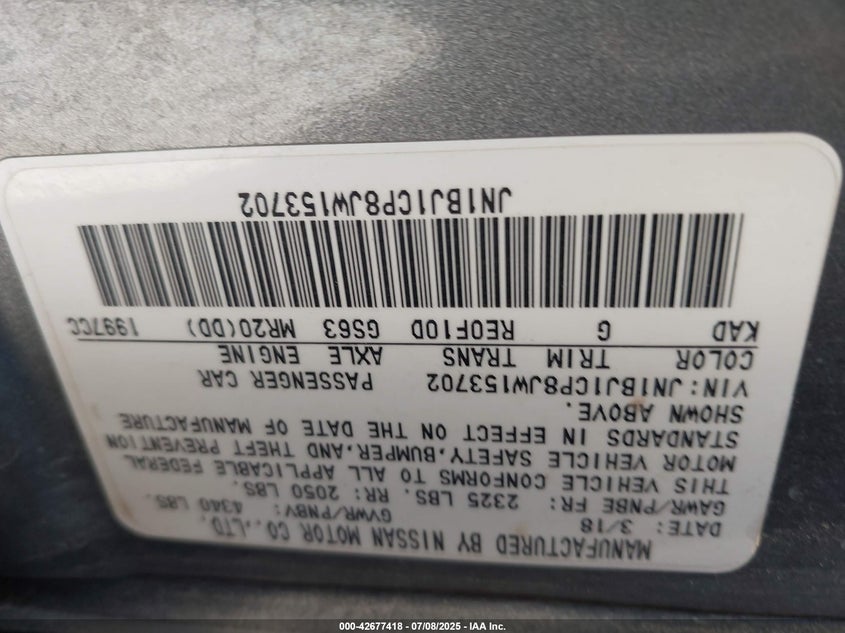 MANUFACTURED BY NISSAN MOTOR CO.,LTD.
DATE: 3/18 GVWR/PNBV: 4340 LBS.
GAWR/PNBE FR: 2325 LBS. RR: 2050 LBS.
THIS VEHICLE CONFORMS TO ALL APPLICABLE FEDERAL
MOTOR VEHICLE SAFETY,BUMPER,AND THEFT PREVENTION
STANDARDS IN EFFECT ON THE DATE OF MANUFACTURE
SHOWN ABOVE.
VIN: JN1BJ1CP8JW153702 PASSENGER CAR
COLOR TRIM TRANS AXLE ENGINE
KAD G RE0F10D GS63 MR20(DD) 1997CC
JN1BJ1CP8JW153702
000-42677418 - 07/08/2025 - IAA Inc.